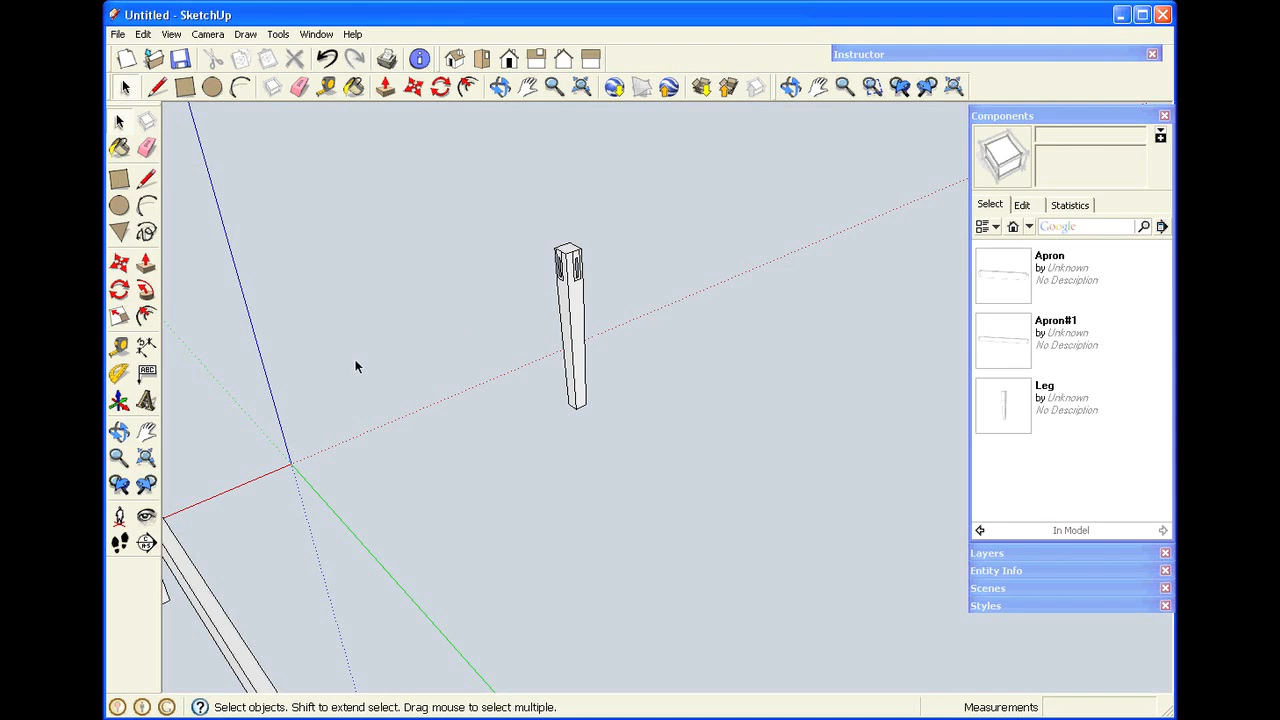 Untitled - SketchUp
File Edit View Camera Draw Tools Window Help
Instructor
Components
Select Edit Statistics
Google
Apron
by Unknown
No Description
Apron#1
by Unknown
No Description
Leg
by Unknown
No Description
In Model
Layers
Entity Info
Scenes
Styles
ABC
Select objects. Shift to extend select. Drag mouse to select multiple.
Measurements